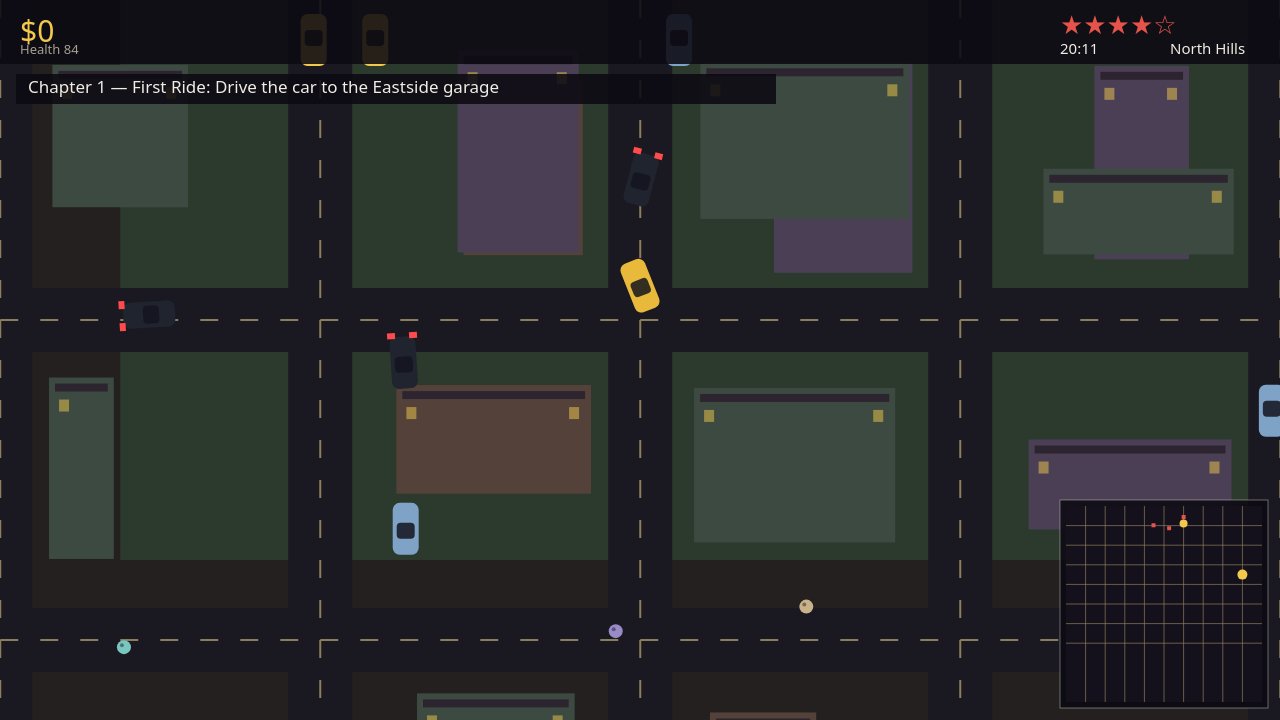 $0
Health 84
★★★★☆
20:11 North Hills
Chapter 1 — First Ride: Drive the car to the Eastside garage